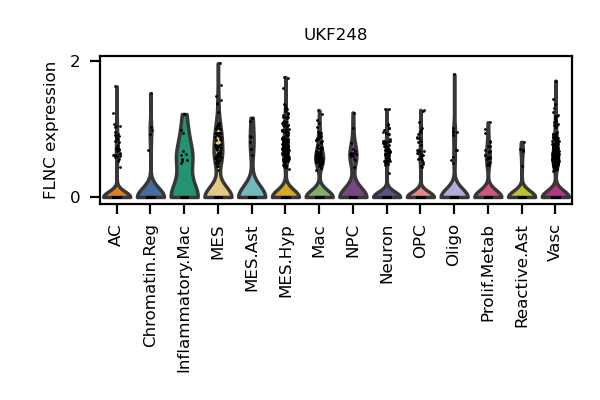 UKF248
FLNC expression
2
0
AC
Chromatin.Reg
Inflammatory.Mac
MES
MES.Ast
MES.Hyp
Mac
NPC
Neuron
OPC
Oligo
Prolif.Metab
Reactive.Ast
Vasc